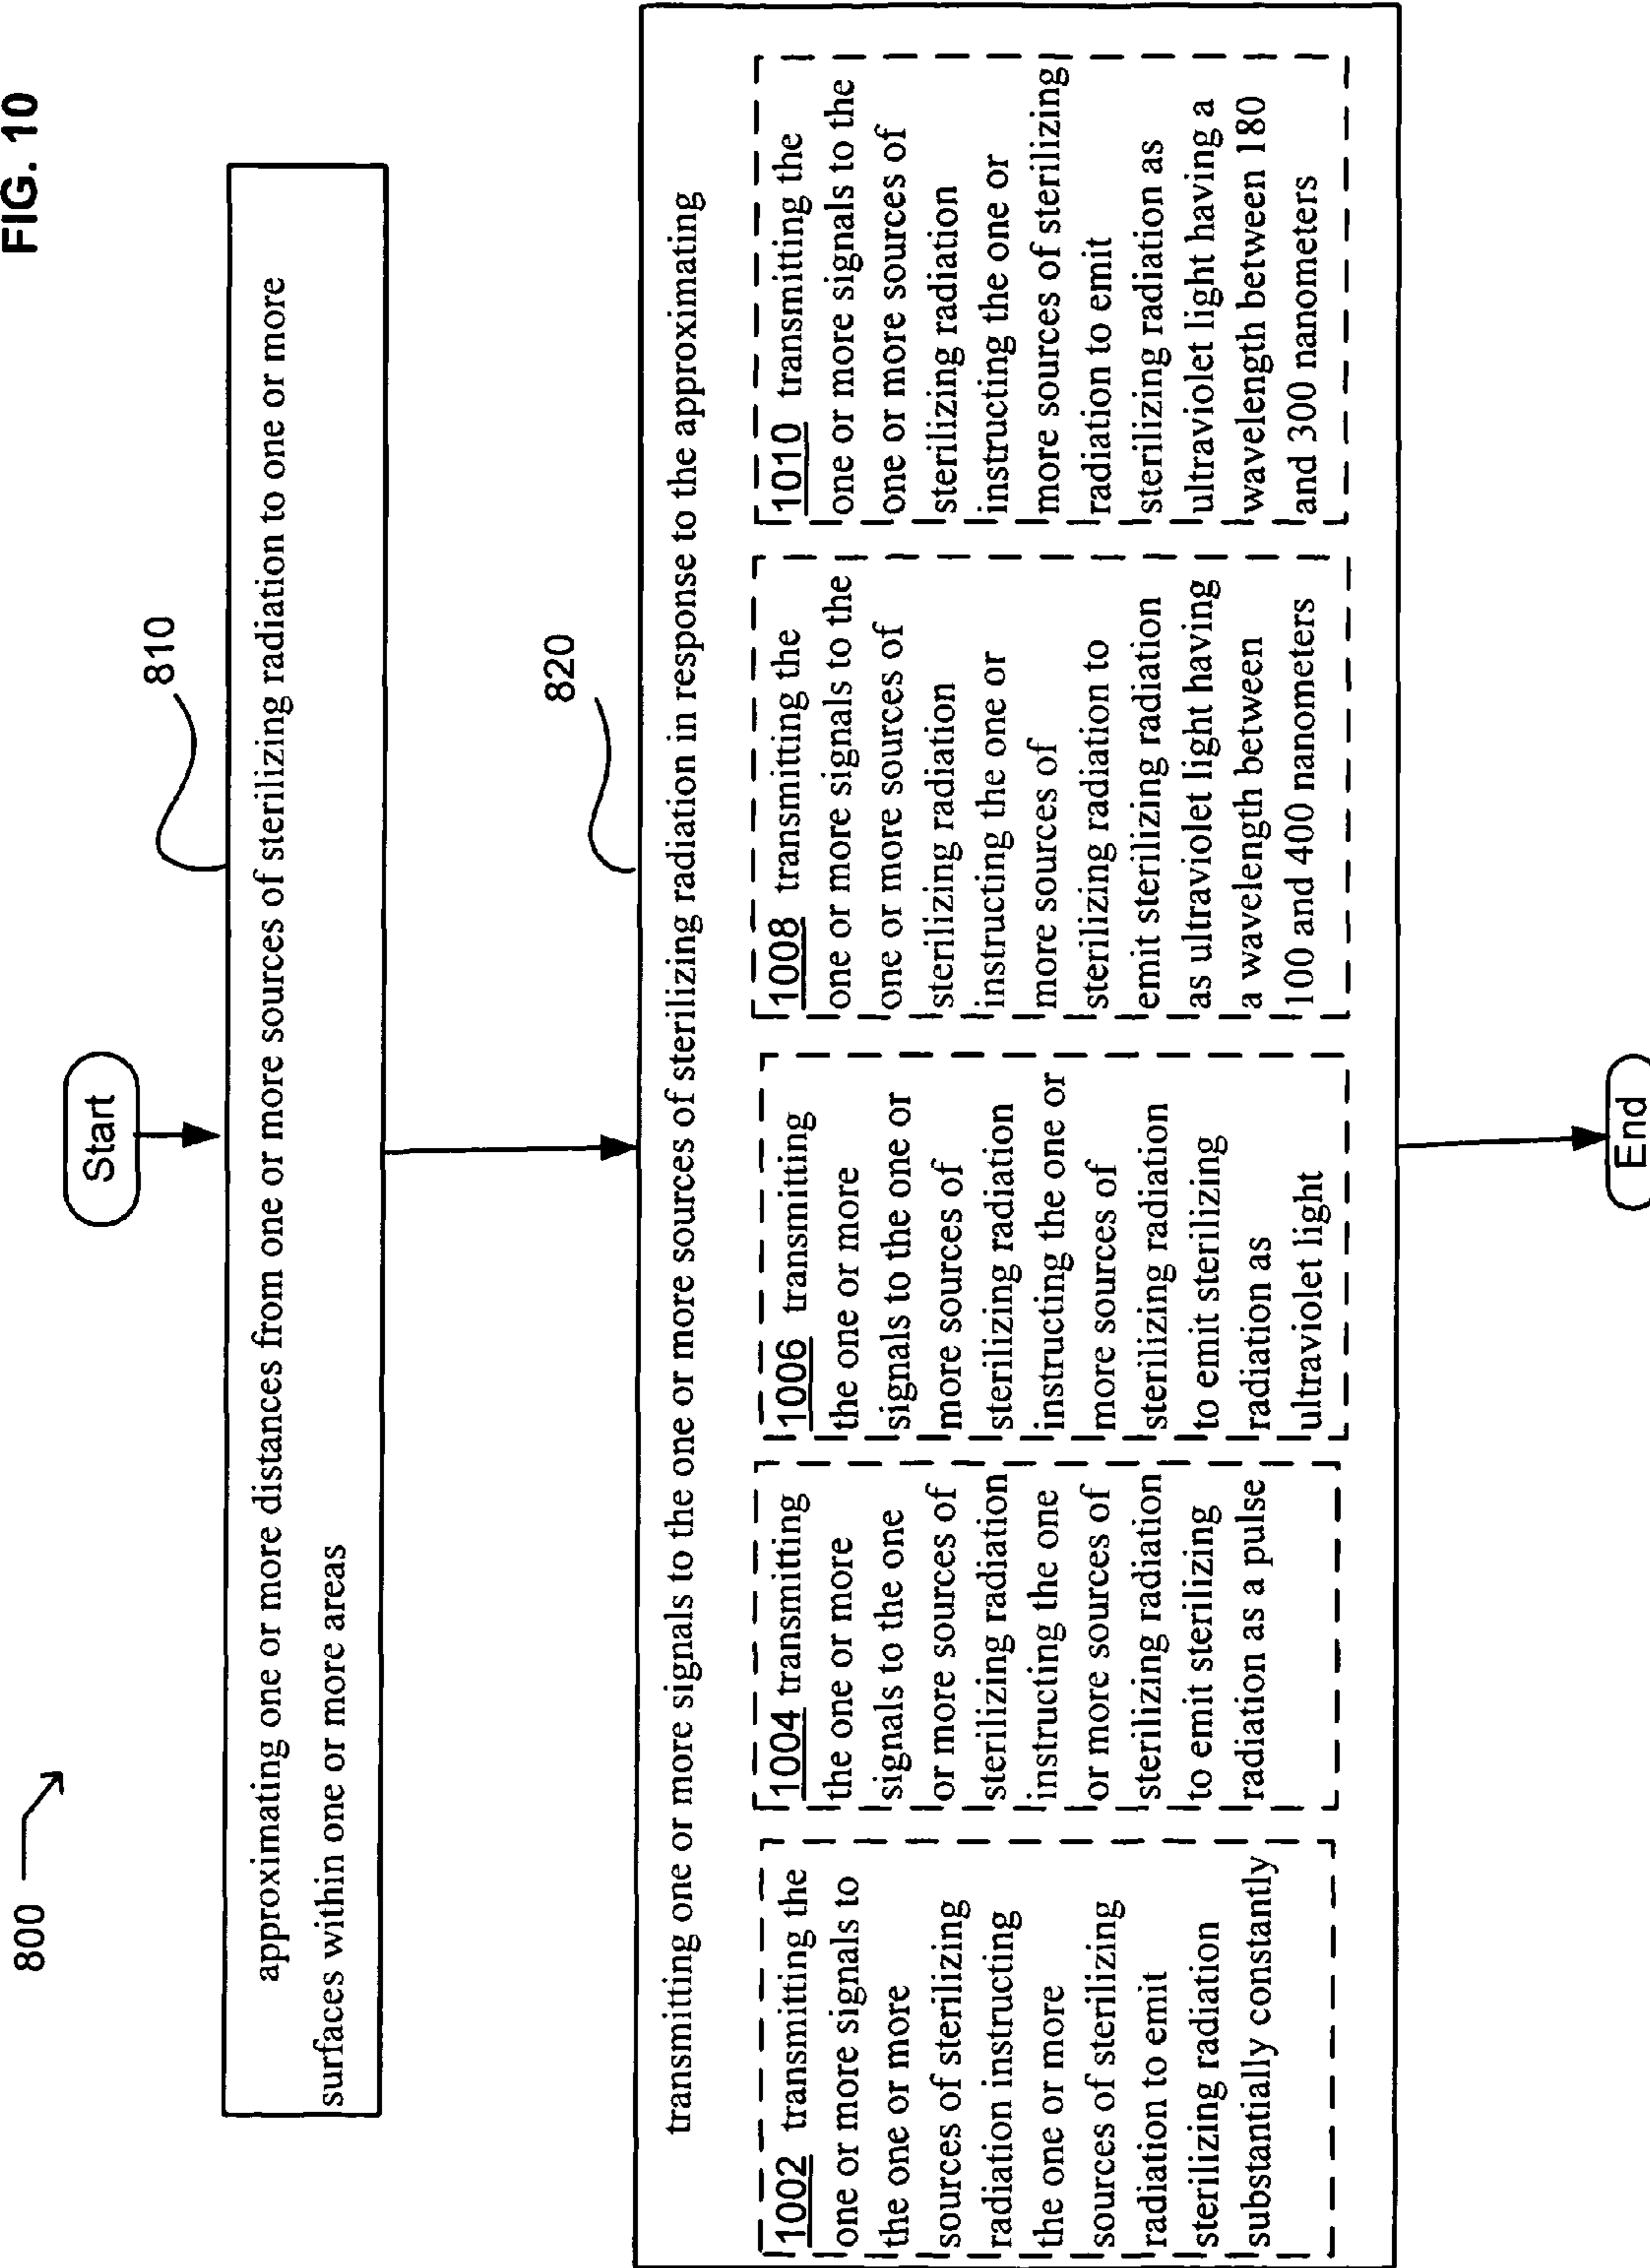 FIG. 10
800
Start
810
approximating one or more distances from one or more sources of sterilizing radiation to one or more
surfaces within one or more areas
820
transmitting one or more signals to the one or more sources of sterilizing radiation in response to the approximating
1002 transmitting the
one or more signals to
the one or more
sources of sterilizing
radiation instructing
the one or more
sources of sterilizing
radiation to emit
sterilizing radiation
substantially constantly
1004 transmitting
the one or more
signals to the one
or more sources of
sterilizing radiation
instructing the one
or more sources of
sterilizing radiation
to emit sterilizing
radiation as a pulse
1006 transmitting
the one or more
signals to the one or
more sources of
sterilizing radiation
instructing the one or
more sources of
sterilizing radiation
to emit sterilizing
radiation as
ultraviolet light
1008 transmitting the
one or more signals to the
one or more sources of
sterilizing radiation
instructing the one or
more sources of
sterilizing radiation to
emit sterilizing radiation
as ultraviolet light having
a wavelength between
100 and 400 nanometers
1010 transmitting the
one or more signals to the
one or more sources of
sterilizing radiation
instructing the one or
more sources of sterilizing
radiation to emit
sterilizing radiation as
ultraviolet light having a
wavelength between 180
and 300 nanometers
End